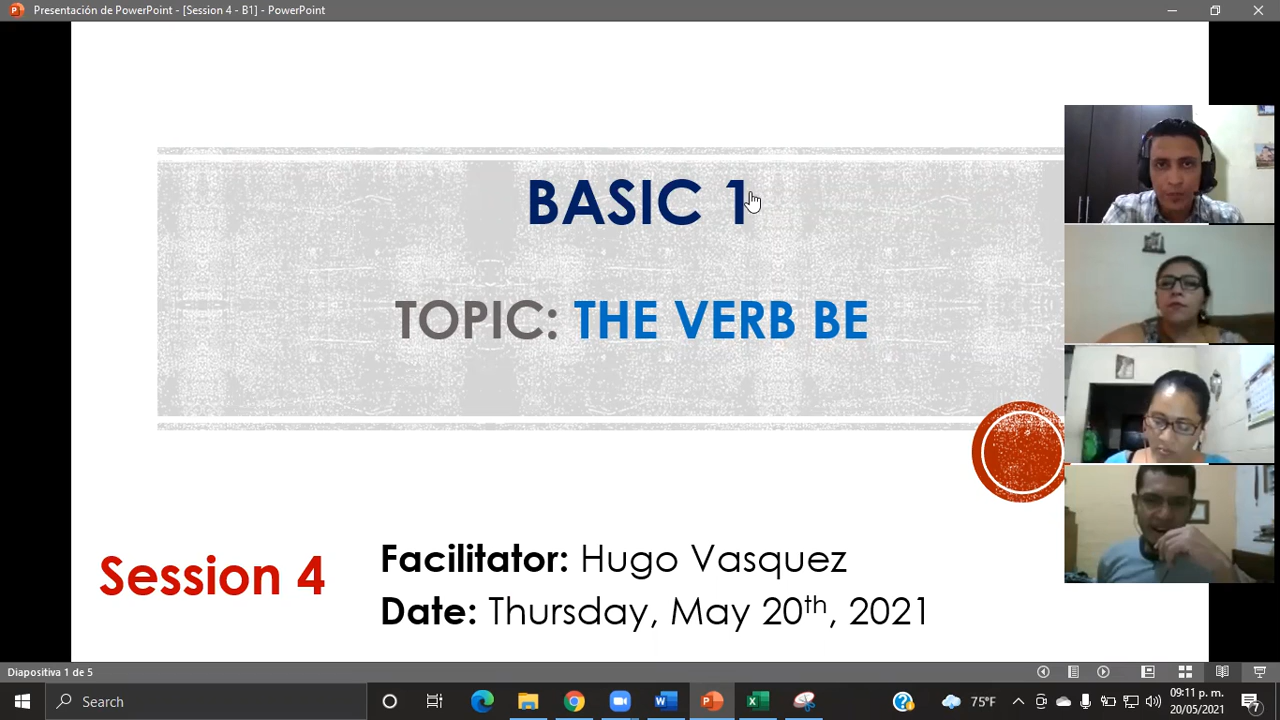 Presentación de PowerPoint - [Session 4 - B1] - PowerPoint
BASIC 1
TOPIC: THE VERB BE
Session 4
Facilitator: Hugo Vasquez
Date: Thursday, May 20th, 2021
Diapositiva 1 de 5
Search
75°F
09:11 p. m.
20/05/2021
7